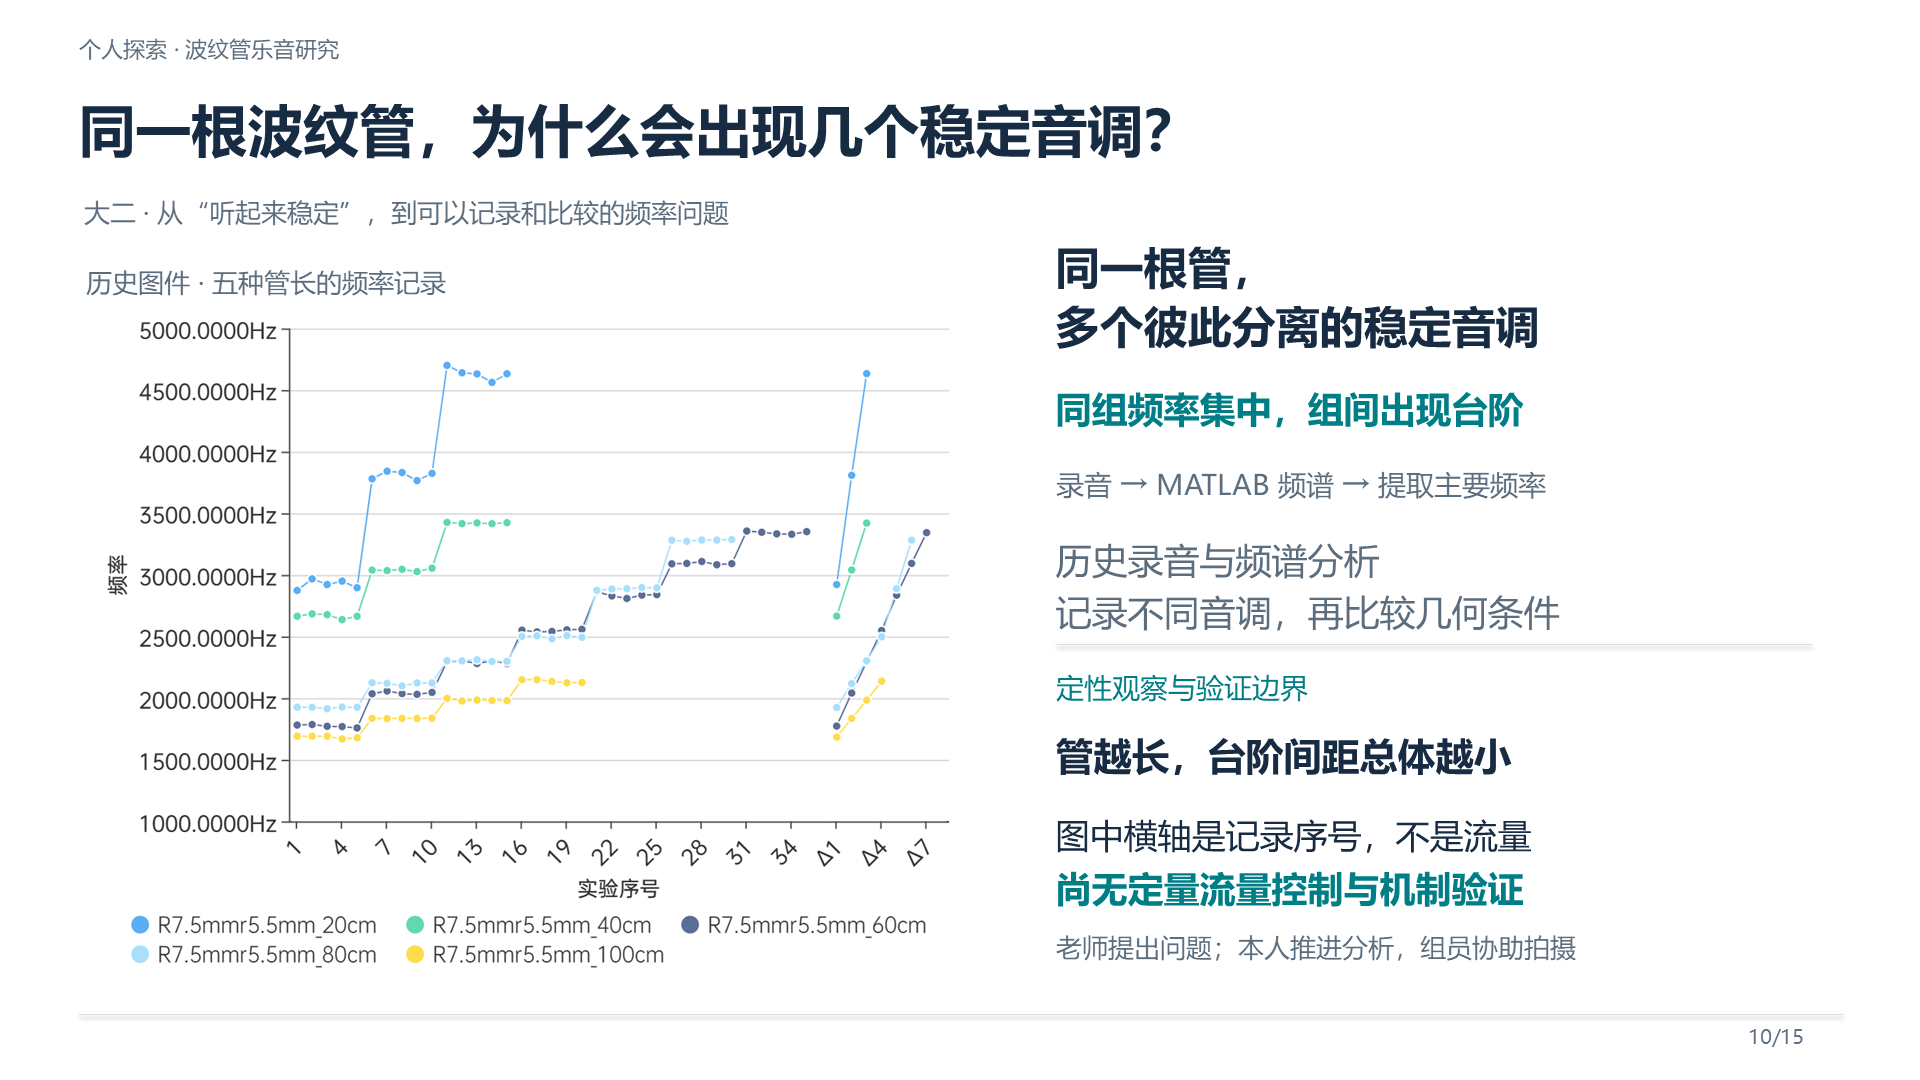 个人探索 · 波纹管乐音研究
同一根波纹管，为什么会出现几个稳定音调？
大二 · 从“听起来稳定”，到可以记录和比较的频率问题
历史图件 · 五种管长的频率记录
5000.0000Hz
4500.0000Hz
4000.0000Hz
3500.0000Hz
3000.0000Hz
2500.0000Hz
2000.0000Hz
1500.0000Hz
1000.0000Hz
频率
1 4 7 10 13 16 19 22 25 28 31 34 Δ1 Δ4 Δ7
实验序号
R7.5mmr5.5mm_20cm R7.5mmr5.5mm_40cm R7.5mmr5.5mm_60cm
R7.5mmr5.5mm_80cm R7.5mmr5.5mm_100cm
同一根管，
多个彼此分离的稳定音调
同组频率集中，组间出现台阶
录音 → MATLAB 频谱 → 提取主要频率
历史录音与频谱分析
记录不同音调，再比较几何条件
定性观察与验证边界
管越长，台阶间距总体越小
图中横轴是记录序号，不是流量
尚无定量流量控制与机制验证
老师提出问题；本人推进分析，组员协助拍摄
10/15